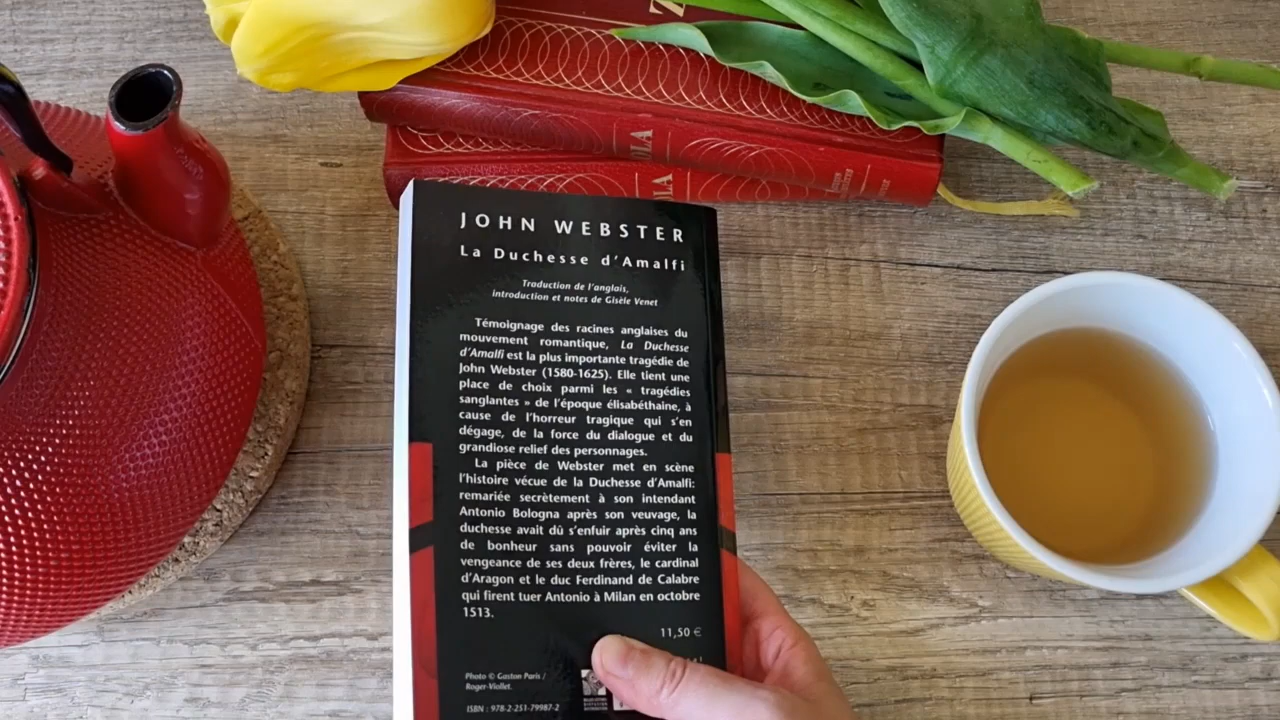 Z
OLA
OLA
JOHN WEBSTER
La Duchesse d'Amalfi
Traduction de l'anglais,
introduction et notes de Gisèle Venet
Témoignage des racines anglaises du
mouvement romantique, La Duchesse
d'Amalfi est la plus importante tragédie de
John Webster (1580-1625). Elle tient une
place de choix parmi les « tragédies
sanglantes » de l'époque élisabéthaine, à
cause de l'horreur tragique qui s'en
dégage, de la force du dialogue et du
grandiose relief des personnages.
La pièce de Webster met en scène
l'histoire vécue de la Duchesse d'Amalfi:
remariée secrètement à son intendant
Antonio Bologna après son veuvage, la
duchesse avait dû s'enfuir après cinq ans
de bonheur sans pouvoir éviter la
vengeance de ses deux frères, le cardinal
d'Aragon et le duc Ferdinand de Calabre
qui firent tuer Antonio à Milan en octobre
1513.
11,50 €
Photo © Gaston Paris /
Roger-Viollet.
ISBN : 978-2-251-79987-2